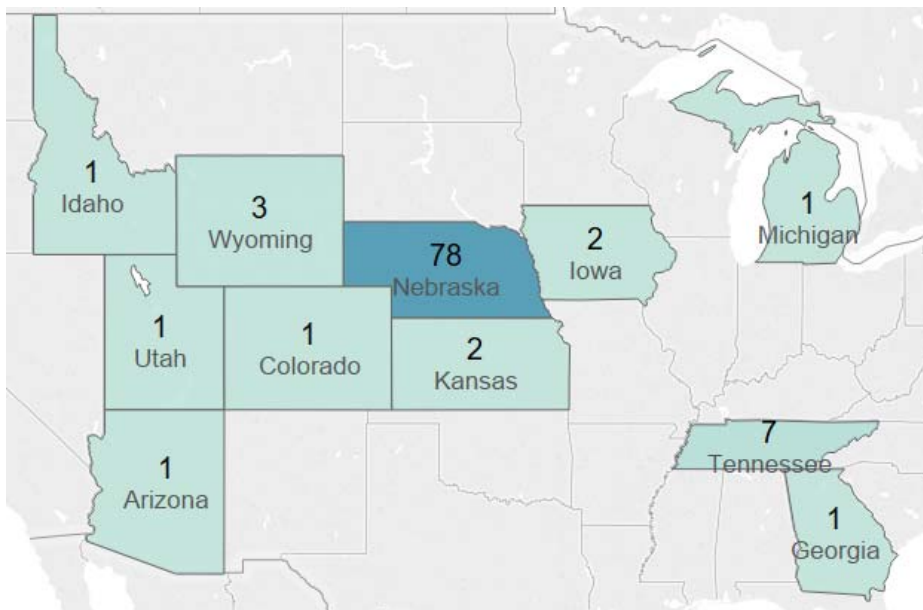 1
Idaho
3
Wyoming
78
Nebraska
2
Iowa
1
Michigan
1
Utah
1
Colorado
2
Kansas
1
Arizona
7
Tennessee
1
Georgia